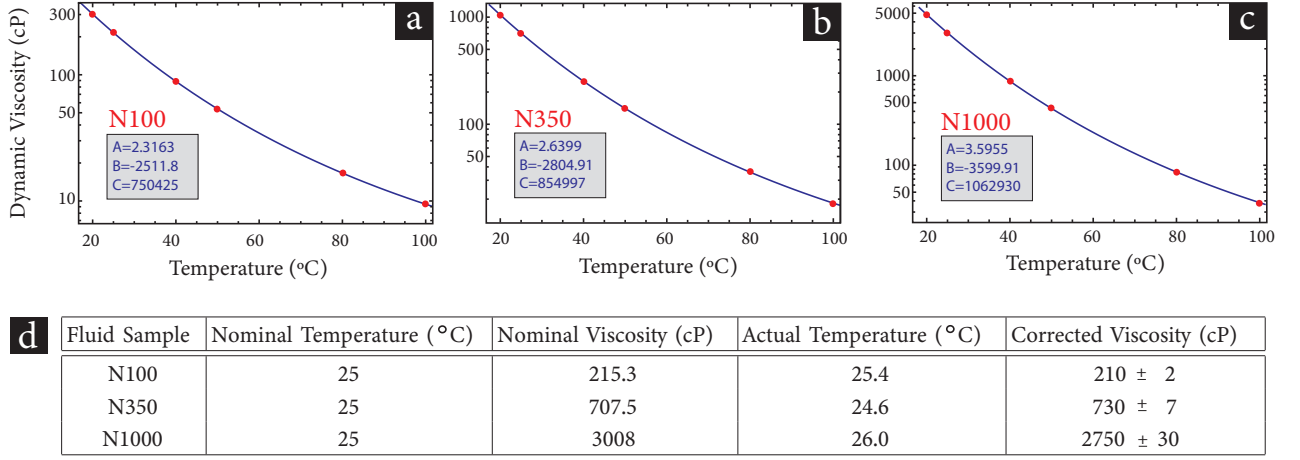 Dynamic Viscosity (cP)
a
300
100
50
10
N100
A=2.3163
B=-2511.8
C=750425
20 40 60 80 100
Temperature (ºC)
b
1000
500
100
50
N350
A=2.6399
B=-2804.91
C=854997
20 40 60 80 100
Temperature (ºC)
c
5000
1000
500
100
50
N1000
A=3.5955
B=-3599.91
C=1062930
20 40 60 80 100
Temperature (ºC)
d
Fluid Sample Nominal Temperature (°C) Nominal Viscosity (cP) Actual Temperature (°C) Corrected Viscosity (cP)
N100 25 215.3 25.4 210 ± 2
N350 25 707.5 24.6 730 ± 7
N1000 25 3008 26.0 2750 ± 30